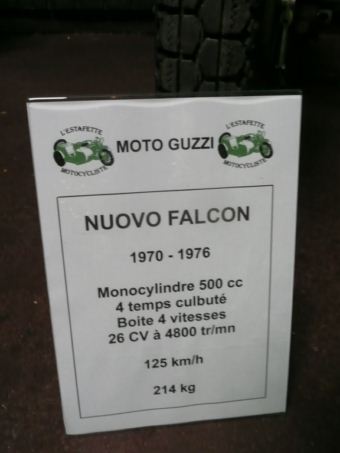 L'ESTAFETTE MOTOCYCLISTE
MOTO GUZZI
L'ESTAFETTE MOTOCYCLISTE
NUOVO FALCON
1970 - 1976
Monocylindre 500 cc
4 temps culbuté
Boite 4 vitesses
26 CV à 4800 tr/mn
125 km/h
214 kg